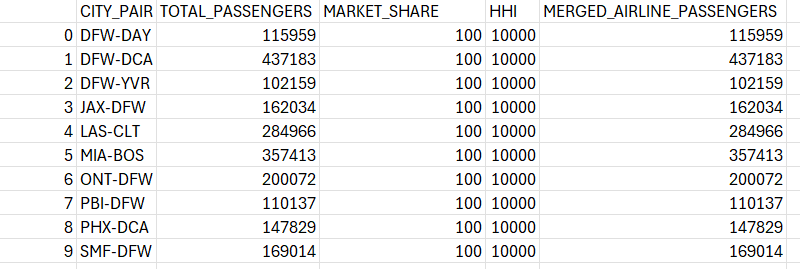 CITY_PAIR TOTAL_PASSENGERS MARKET_SHARE HHI MERGED_AIRLINE_PASSENGERS
0 DFW-DAY 115959 100 10000 115959
1 DFW-DCA 437183 100 10000 437183
2 DFW-YVR 102159 100 10000 102159
3 JAX-DFW 162034 100 10000 162034
4 LAS-CLT 284966 100 10000 284966
5 MIA-BOS 357413 100 10000 357413
6 ONT-DFW 200072 100 10000 200072
7 PBI-DFW 110137 100 10000 110137
8 PHX-DCA 147829 100 10000 147829
9 SMF-DFW 169014 100 10000 169014